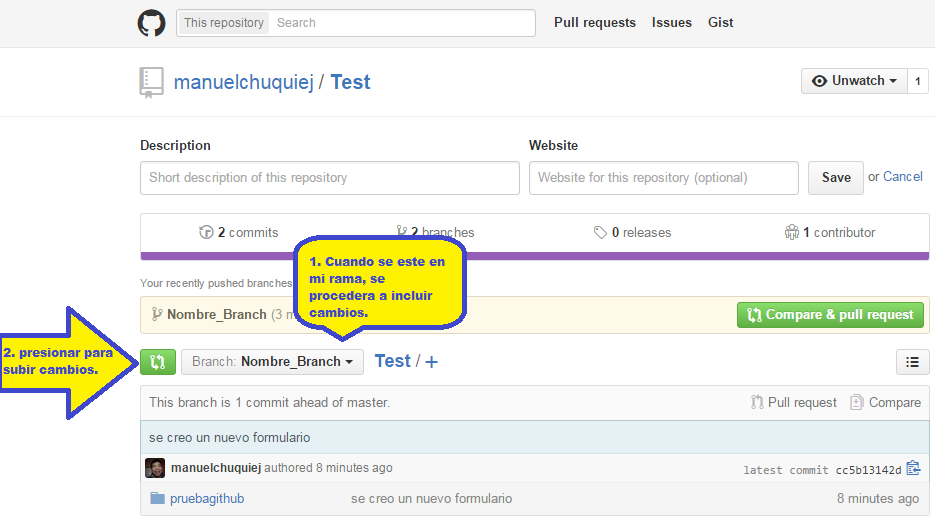 This repository Search Pull requests Issues Gist
manuelchuquiej / Test Unwatch 1
Description Website
Short description of this repository Website for this repository (optional) Save or Cancel
2 commits 2 branches 0 releases 1 contributor
1. Cuando se este en
mi rama, se
procedera a incluir
cambios.
Your recently pushed branches
Nombre_Branch (3 Compare & pull request
2. presionar para
subir cambios.
Branch: Nombre_Branch Test / +
This branch is 1 commit ahead of master. Pull request Compare
se creo un nuevo formulario
manuelchuquiej authored 8 minutes ago latest commit cc5b13142d
pruebagithub se creo un nuevo formulario 8 minutes ago